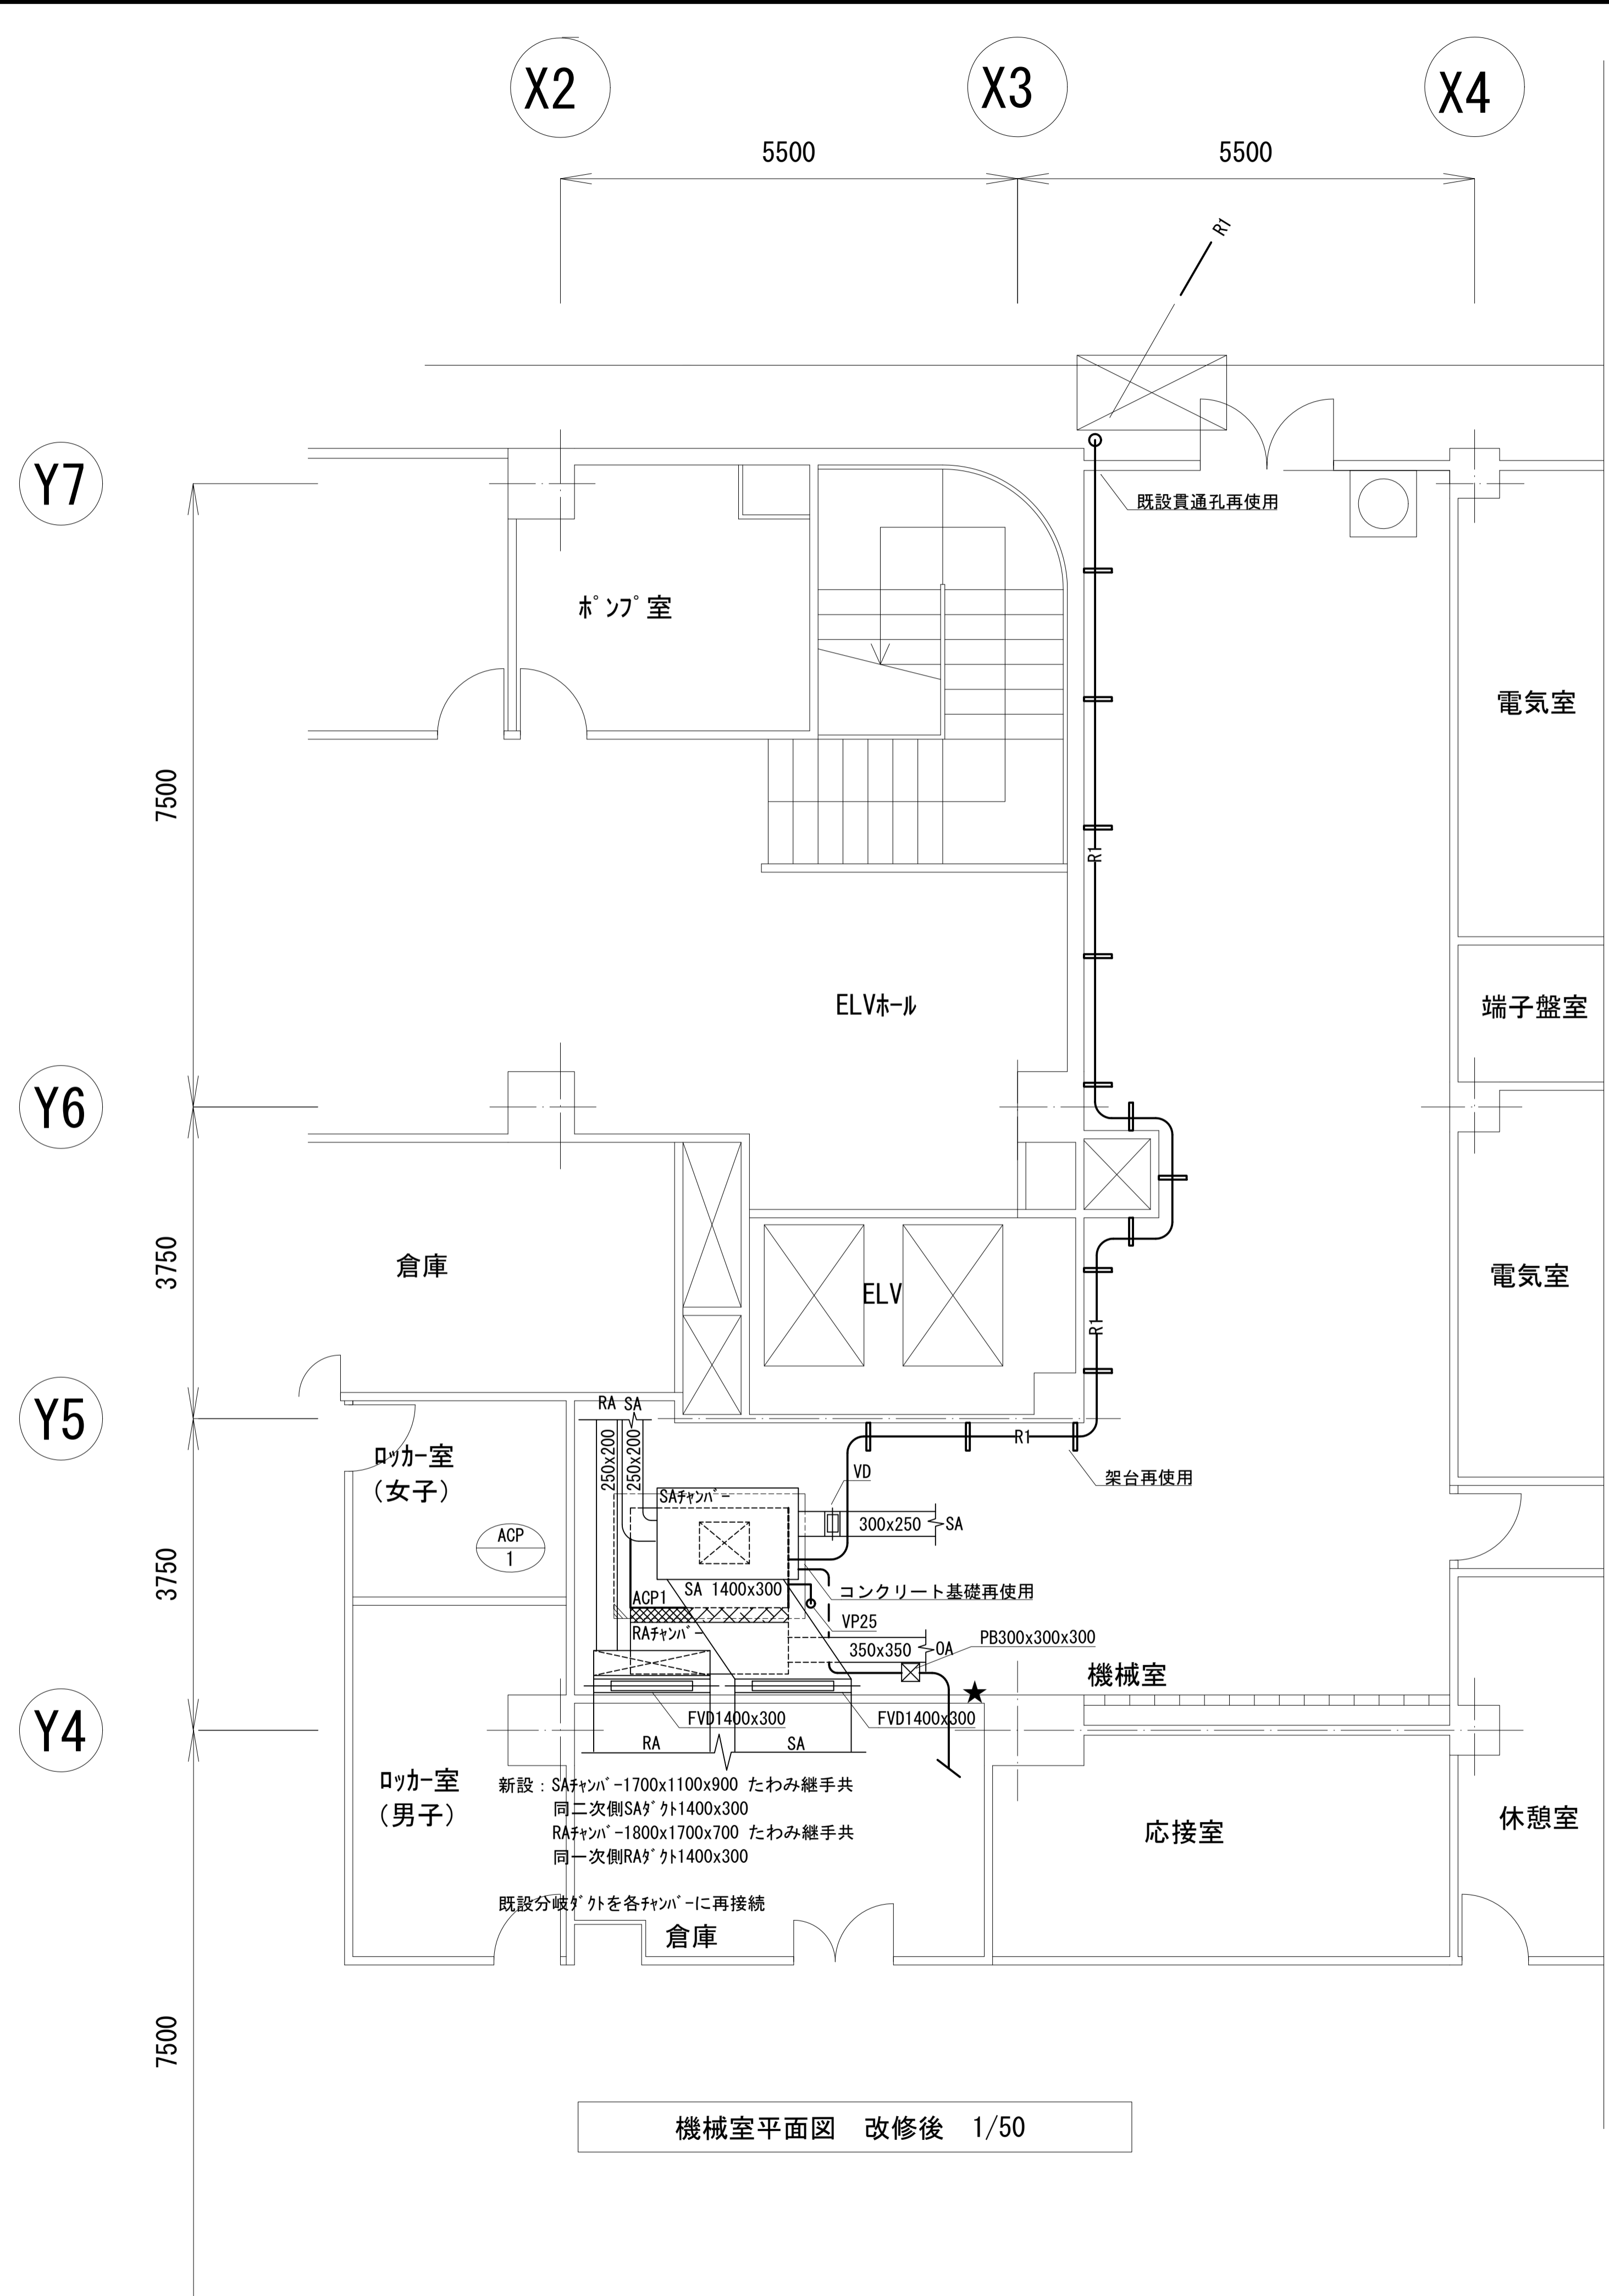 X2
X3
X4
5500
5500
R1
Y7
既設貫通孔再使用
ﾎﾟﾝﾌﾟ室
電気室
7500
R1
ELVﾎｰﾙ
端子盤室
Y6
3750
倉庫
ELV
電気室
R1
Y5
RA SA
250x200
250x200
R1
架台再使用
ﾛｯｶｰ室
(女子)
VD
SAﾁｬﾝﾊﾞｰ
300x250
SA
ACP
1
3750
SA 1400x300
コンクリート基礎再使用
ACP1
VP25
RAﾁｬﾝﾊﾞｰ
350x350
OA
PB300x300x300
機械室
★
FVD1400x300
FVD1400x300
Y4
RA
SA
ﾛｯｶｰ室
(男子)
新設：SAﾁｬﾝﾊﾞｰ1700x1100x900 たわみ継手共
同二次側SAﾀﾞｸﾄ1400x300
RAﾁｬﾝﾊﾞｰ1800x1700x700 たわみ継手共
同一次側RAﾀﾞｸﾄ1400x300
既設分岐ﾀﾞｸﾄを各ﾁｬﾝﾊﾞｰに再接続
応接室
休憩室
倉庫
7500
機械室平面図 改修後 1/50